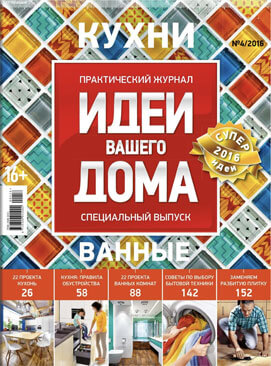 КУХНИ
№4/2016
ПРАКТИЧЕСКИЙ ЖУРНАЛ
ИДЕИ
ВАШЕГО
ДОМА
СПЕЦИАЛЬНЫЙ ВЫПУСК
СУПЕР
2016
идеи
16+
ВАННЫЕ
22 ПРОЕКТА
КУХОНЬ
26
КУХНЯ: ПРАВИЛА
ОБУСТРОЙСТВА
58
22 ПРОЕКТА
ВАННЫХ КОМНАТ
88
СОВЕТЫ ПО ВЫБОРУ
БЫТОВОЙ ТЕХНИКИ
142
ЗАМЕНЯЕМ
РАЗБИТУЮ ПЛИТКУ
152